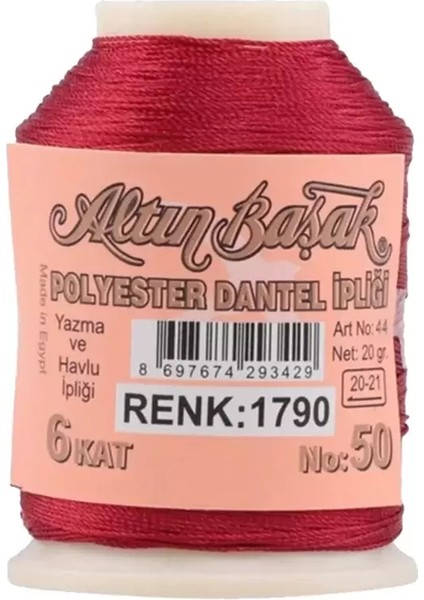 Altın Başak ®
POLYESTER DANTEL İPLİĞİ
Made in Egypt
Yazma
ve
Havlu
İpliği
8 697674 293429
Art No: 44
Net: 20 gr.
20-21
RENK:1790
6 KAT
No:50